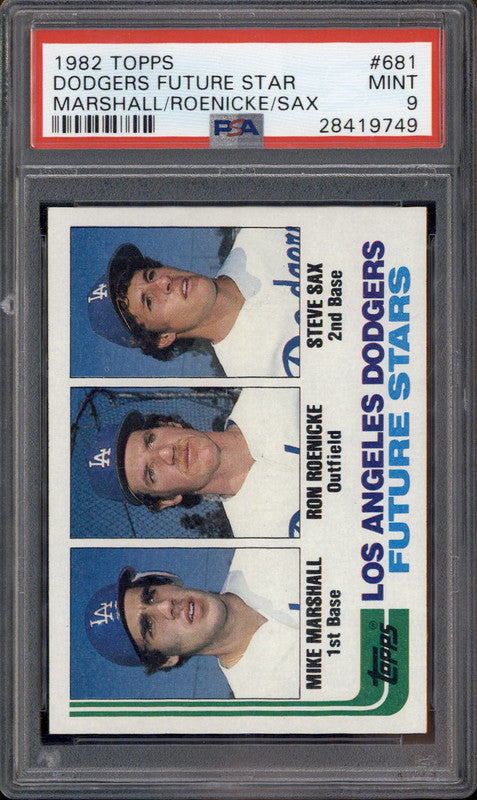 1982 TOPPS #681
DODGERS FUTURE STAR MINT
MARSHALL/ROENICKE/SAX 9
PSA 28419749
LA
LA
LA
Dodgers
MIKE MARSHALL
1st Base
RON ROENICKE
Outfield
STEVE SAX
2nd Base
topps®
LOS ANGELES DODGERS
FUTURE STARS